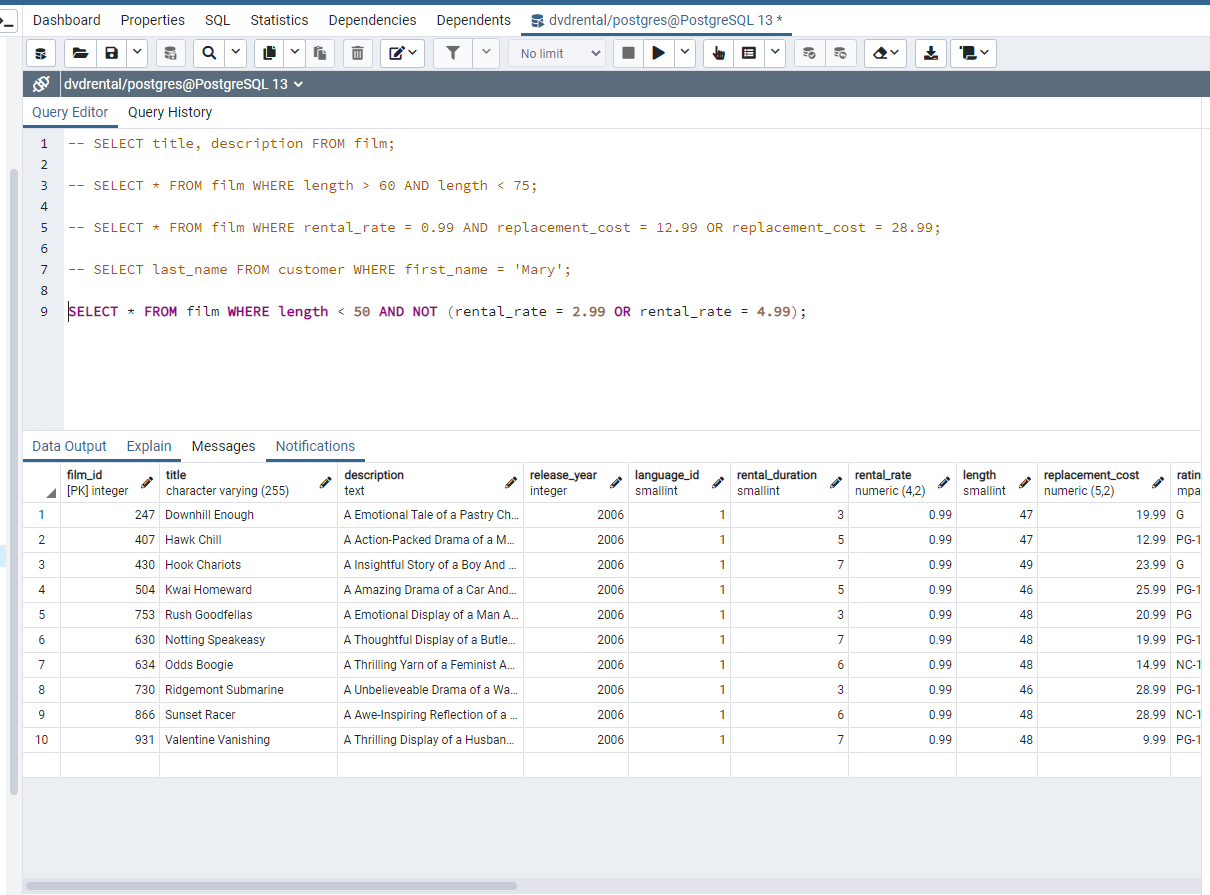 Dashboard Properties SQL Statistics Dependencies Dependents dvdrental/postgres@PostgreSQL 13 *
No limit
dvdrental/postgres@PostgreSQL 13
Query Editor Query History
1 -- SELECT title, description FROM film;
2
3 -- SELECT * FROM film WHERE length > 60 AND length < 75;
4
5 -- SELECT * FROM film WHERE rental_rate = 0.99 AND replacement_cost = 12.99 OR replacement_cost = 28.99;
6
7 -- SELECT last_name FROM customer WHERE first_name = 'Mary';
8
9 SELECT * FROM film WHERE length < 50 AND NOT (rental_rate = 2.99 OR rental_rate = 4.99);
Data Output Explain Messages Notifications
film_id title description release_year language_id rental_duration rental_rate length replacement_cost ratin
[PK] integer character varying (255) text integer smallint smallint numeric (4,2) smallint numeric (5,2) mpa
1 247 Downhill Enough A Emotional Tale of a Pastry Ch... 2006 1 3 0.99 47 19.99 G
2 407 Hawk Chill A Action-Packed Drama of a M... 2006 1 5 0.99 47 12.99 PG-1
3 430 Hook Chariots A Insightful Story of a Boy And ... 2006 1 7 0.99 49 23.99 G
4 504 Kwai Homeward A Amazing Drama of a Car And... 2006 1 5 0.99 46 25.99 PG-1
5 753 Rush Goodfellas A Emotional Display of a Man A... 2006 1 3 0.99 48 20.99 PG
6 630 Notting Speakeasy A Thoughtful Display of a Butle... 2006 1 7 0.99 48 19.99 PG-1
7 634 Odds Boogie A Thrilling Yarn of a Feminist A... 2006 1 6 0.99 48 14.99 NC-1
8 730 Ridgemont Submarine A Unbelieveable Drama of a Wa... 2006 1 3 0.99 46 28.99 PG-1
9 866 Sunset Racer A Awe-Inspiring Reflection of a ... 2006 1 6 0.99 48 28.99 NC-1
10 931 Valentine Vanishing A Thrilling Display of a Husban... 2006 1 7 0.99 48 9.99 PG-1